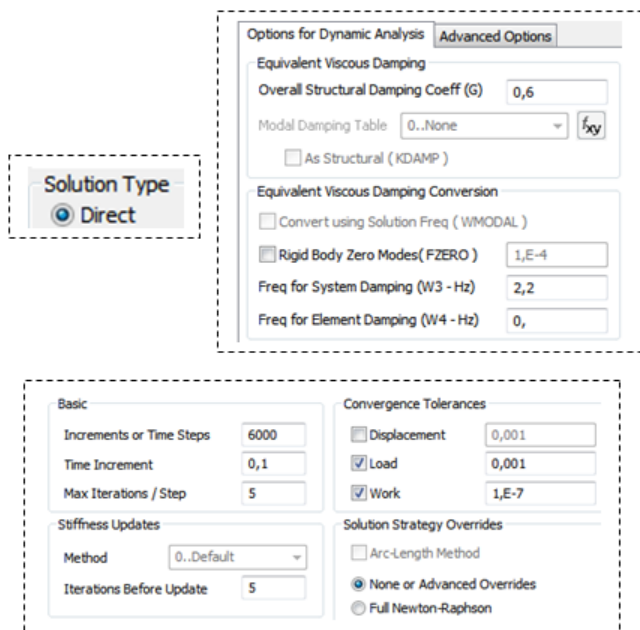 Options for Dynamic Analysis Advanced Options
Equivalent Viscous Damping
Overall Structural Damping Coeff (G) 0,6
Modal Damping Table 0..None fxy
As Structural ( KDAMP )
Solution Type
Direct
Equivalent Viscous Damping Conversion
Convert using Solution Freq ( WMODAL )
Rigid Body Zero Modes( FZERO ) 1,E-4
Freq for System Damping (W3 - Hz) 2,2
Freq for Element Damping (W4 - Hz) 0,
Basic
Increments or Time Steps 6000
Time Increment 0,1
Max Iterations / Step 5
Stiffness Updates
Method 0..Default
Iterations Before Update 5
Convergence Tolerances
Displacement 0,001
Load 0,001
Work 1,E-7
Solution Strategy Overrides
Arc-Length Method
None or Advanced Overrides
Full Newton-Raphson